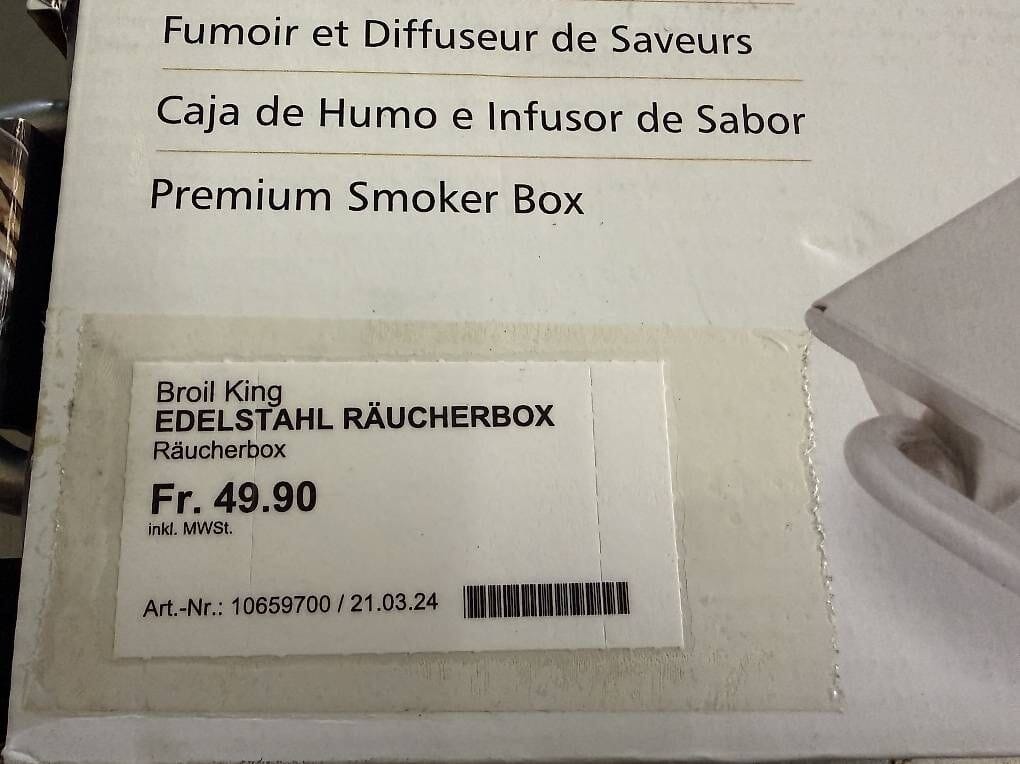 Fumoir et Diffuseur de Saveurs
Caja de Humo e Infusor de Sabor
Premium Smoker Box
Broil King
EDELSTAHL RÄUCHERBOX
Räucherbox
Fr. 49.90
inkl. MWSt.
Art.-Nr.: 10659700 / 21.03.24